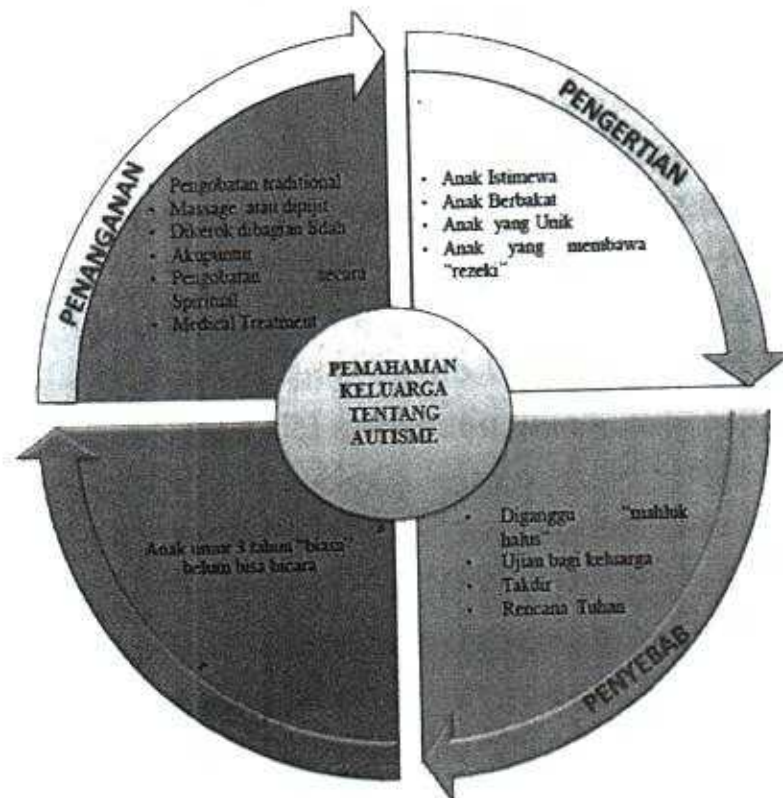 PENGERTIAN
• Anak Istimewa
• Anak Berbakat
• Anak yang Unik
• Anak yang membawa
"rezeki"
PENYEBAB
• Diganggu "mahluk
halus"
• Ujian bagi keluarga
• Takdir
• Rencana Tuhan
Anak umur 3 tahun "biasa"
belum bisa bicara
PENANGANAN
• Pengobatan traditional
• Massage atau dipijit
• Dikerok dibagian lidah
• Akupuntur
• Pengobatan secara
Spiritual
• Medical Treatment
PEMAHAMAN
KELUARGA
TENTANG
AUTISME